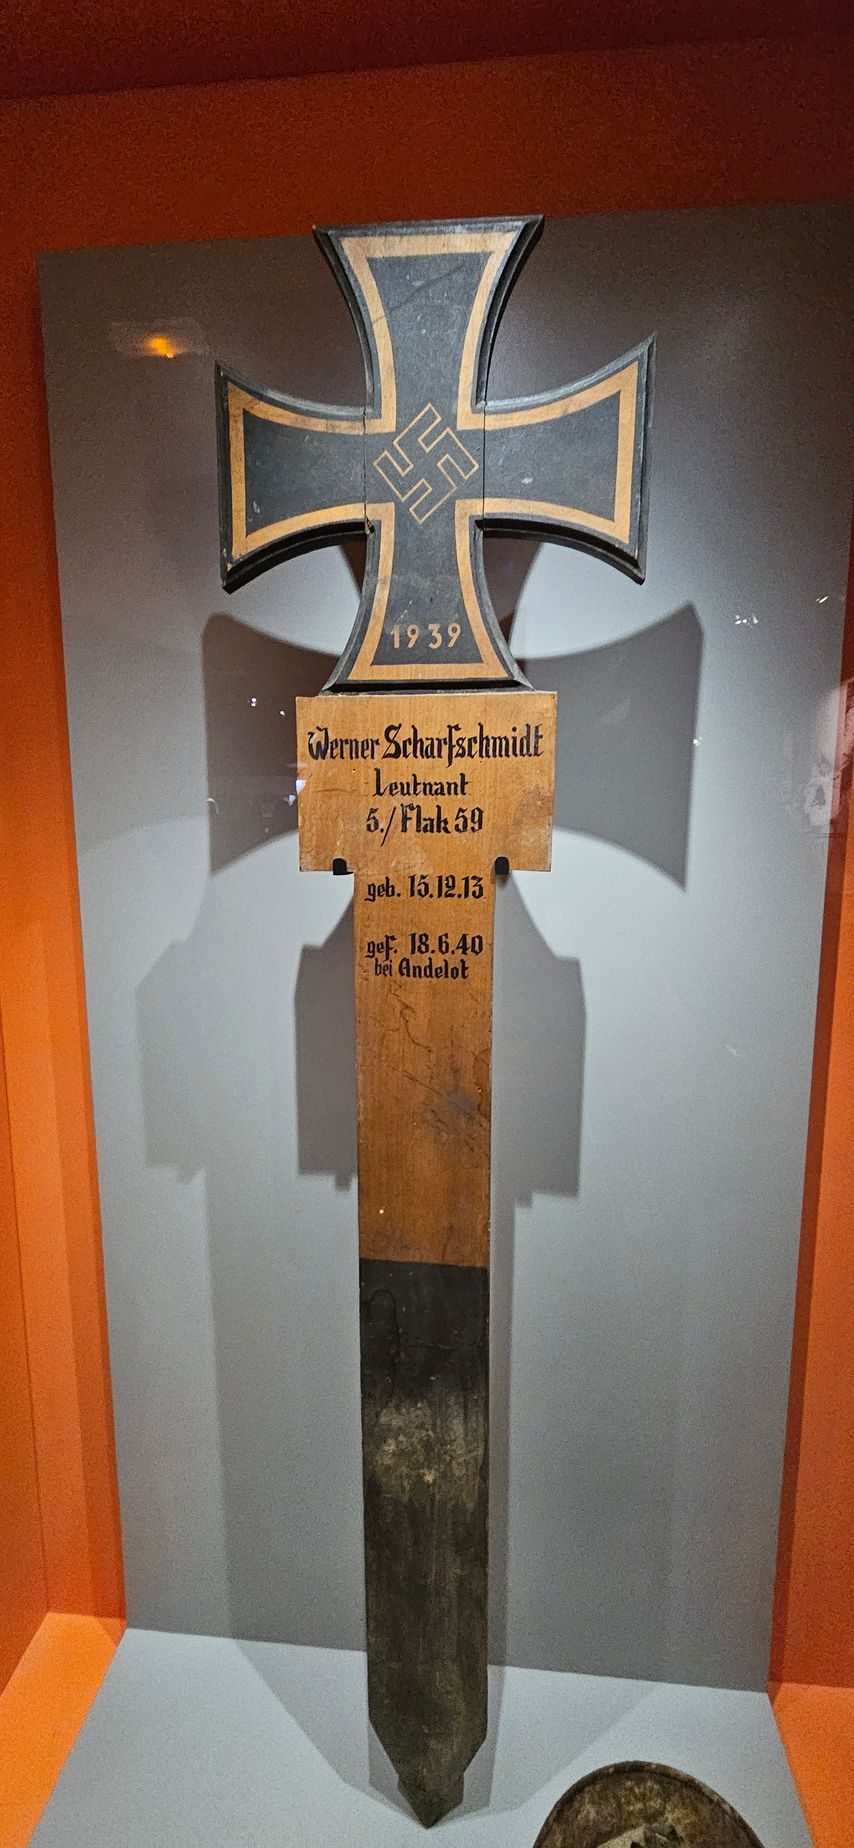 1939
Werner Scharfschmidt
Leutnant
5./Flak 59
geb. 15.12.13
gef. 18.6.40
bei Andelot